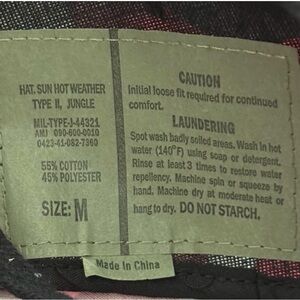 HAT. SUN HOT WEATHER
TYPE II, JUNGLE
MIL-TYPE-J-44321
AMJ 090-600-0010
0423-41-082-7360
55% COTTON
45% POLYESTER
SIZE: M
CAUTION
Initial loose fit required for continued
comfort.
LAUNDERING
Spot wash badly soiled areas. Wash in hot
water (140°F) using soap or detergent.
Rinse at least 3 times to restore water
repellency. Machine spin or squeeze by
hand. Machine dry at moderate heat or
hang to dry. DO NOT STARCH.
Made in China